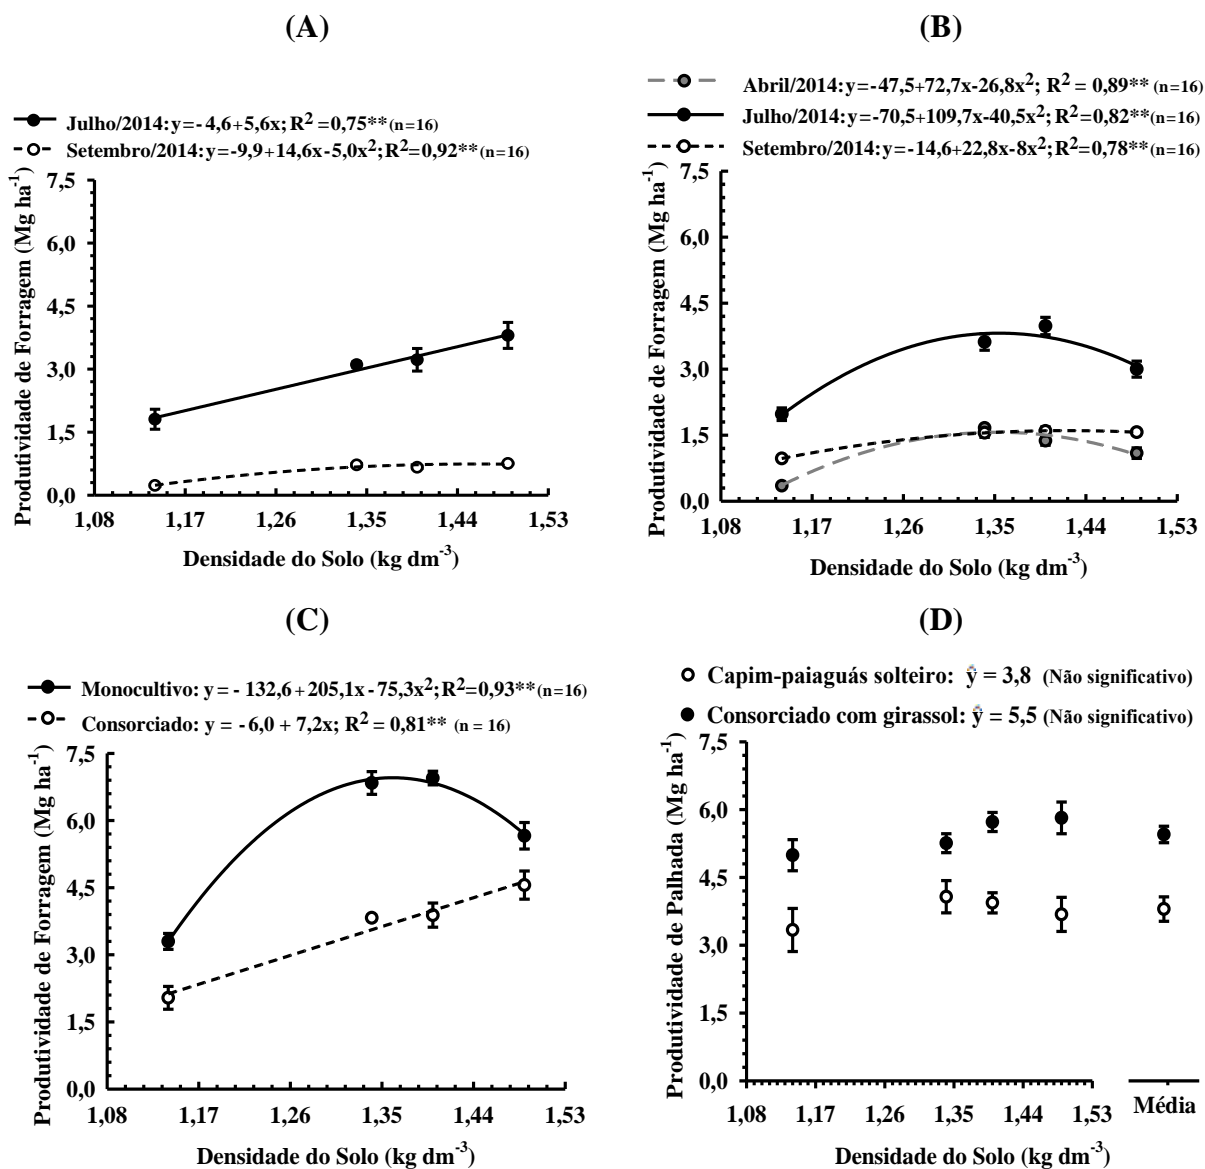 (A)
Julho/2014:y=-4,6+5,6x; R2 =0,75** (n=16)
Setembro/2014:y=-9,9+14,6x-5,0x2; R2=0,92** (n=16)
Produtividade de Forragem (Mg ha-1)
7,5
6,0
4,5
3,0
1,5
0,0
1,08 1,17 1,26 1,35 1,44 1,53
Densidade do Solo (kg dm-3)
(B)
Abril/2014:y=-47,5+72,7x-26,8x2; R2 = 0,89** (n=16)
Julho/2014:y=-70,5+109,7x-40,5x2; R2=0,82** (n=16)
Setembro/2014:y=-14,6+22,8x-8x2; R2=0,78** (n=16)
Produtividade de Forragem (Mg ha-1)
7,5
6,0
4,5
3,0
1,5
0,0
1,08 1,17 1,26 1,35 1,44 1,53
Densidade do Solo (kg dm-3)
(C)
Monocultivo: y = - 132,6 + 205,1x - 75,3x2; R2=0,93** (n=16)
Consorciado: y = - 6,0 + 7,2x; R2 = 0,81** (n = 16)
Produtividade de Forragem (Mg ha-1)
7,5
6,0
4,5
3,0
1,5
0,0
1,08 1,17 1,26 1,35 1,44 1,53
Densidade do Solo (kg dm-3)
(D)
Capim-paiaguás solteiro: ŷ = 3,8 (Não significativo)
Consorciado com girassol: ŷ = 5,5 (Não significativo)
Produtividade de Palhada (Mg ha-1)
7,5
6,0
4,5
3,0
1,5
0,0
1,08 1,17 1,26 1,35 1,44 1,53
Média
Densidade do Solo (kg dm-3)